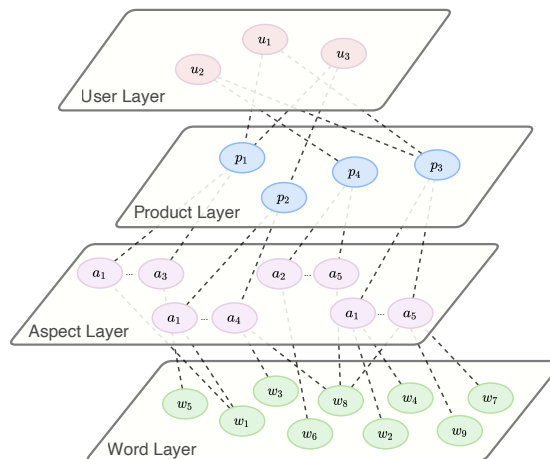 u1
u3
u2
User Layer
p1
p3
p4
p2
Product Layer
a1 ... a3
a2 ... a5
a1 ... a4
a1 ... a5
Aspect Layer
w3
w4
w7
w5
w8
w1
w6
w2
w9
Word Layer